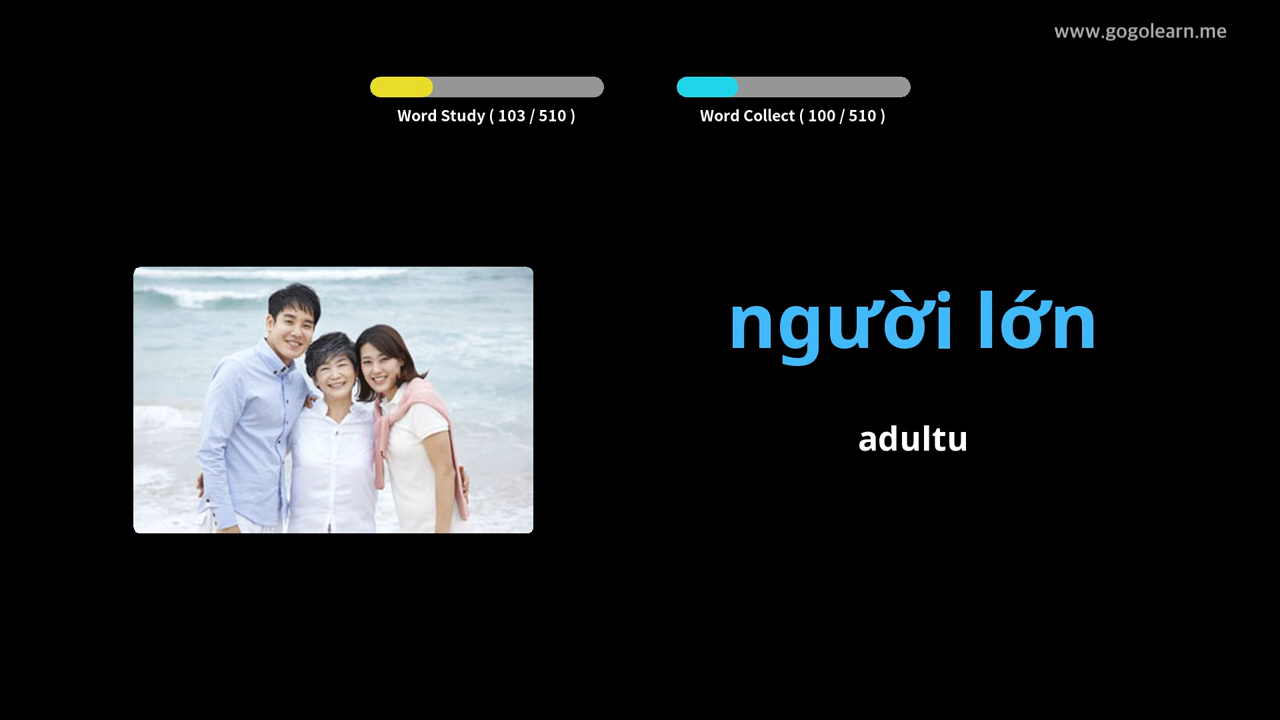 www.gogolearn.me
Word Study ( 103 / 510 )
Word Collect ( 100 / 510 )
người lớn
adultu